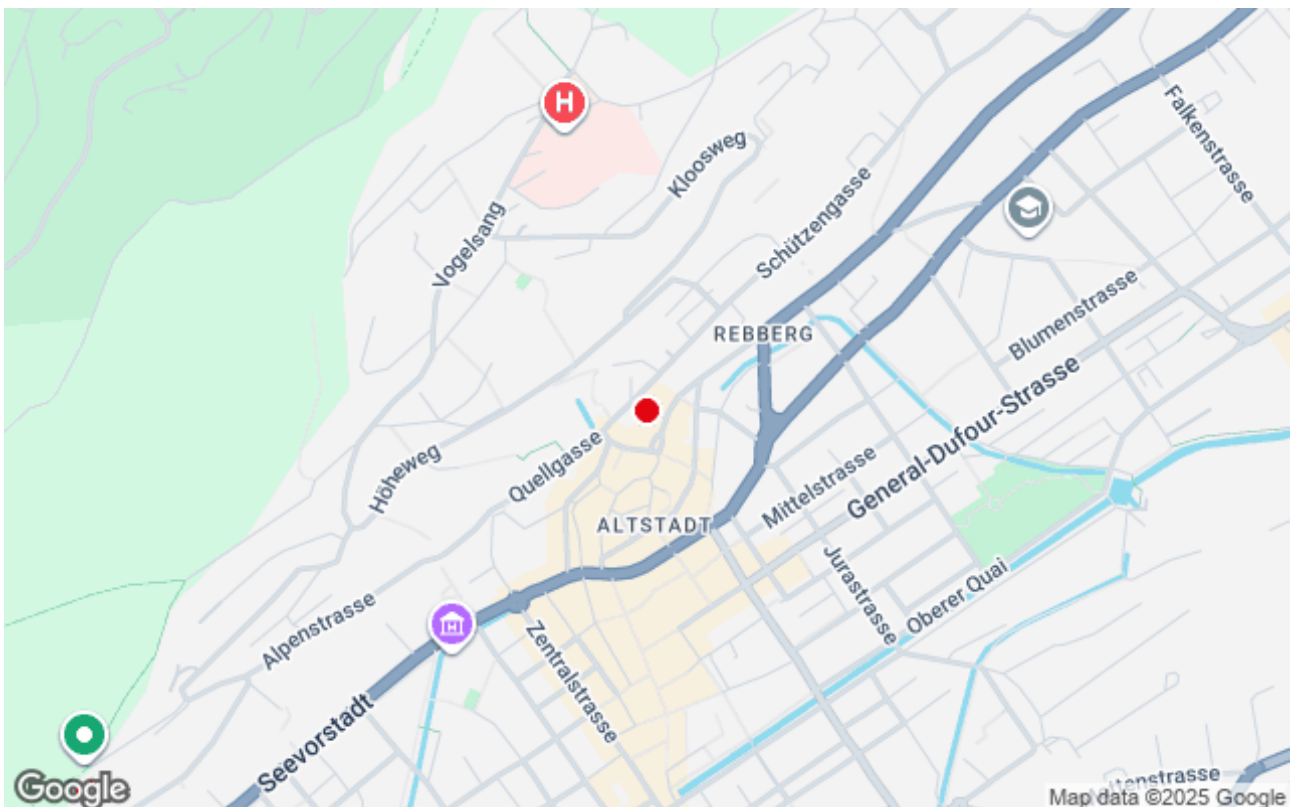 H
Falkenstrasse
Kloosweg
Schützengasse
Vogelsang
REBBERG
Blumenstrasse
General-Dufour-Strasse
Höheweg
Quellgasse
Mittelstrasse
ALTSTADT
Jurastrasse
Oberer Quai
Alpenstrasse
H
Zentralstrasse
Seevorstadt
Google
Map data ©2025 Google